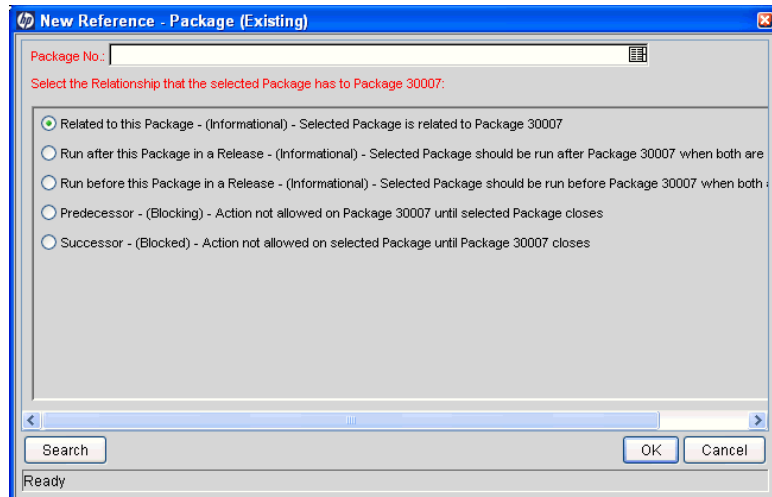 hp New Reference - Package (Existing)
Package No.:
Select the Relationship that the selected Package has to Package 30007:
Related to this Package - (Informational) - Selected Package is related to Package 30007
Run after this Package in a Release - (Informational) - Selected Package should be run after Package 30007 when both are
Run before this Package in a Release - (Informational) - Selected Package should be run before Package 30007 when both
Predecessor - (Blocking) - Action not allowed on Package 30007 until selected Package closes
Successor - (Blocked) - Action not allowed on selected Package until Package 30007 closes
Search OK Cancel
Ready